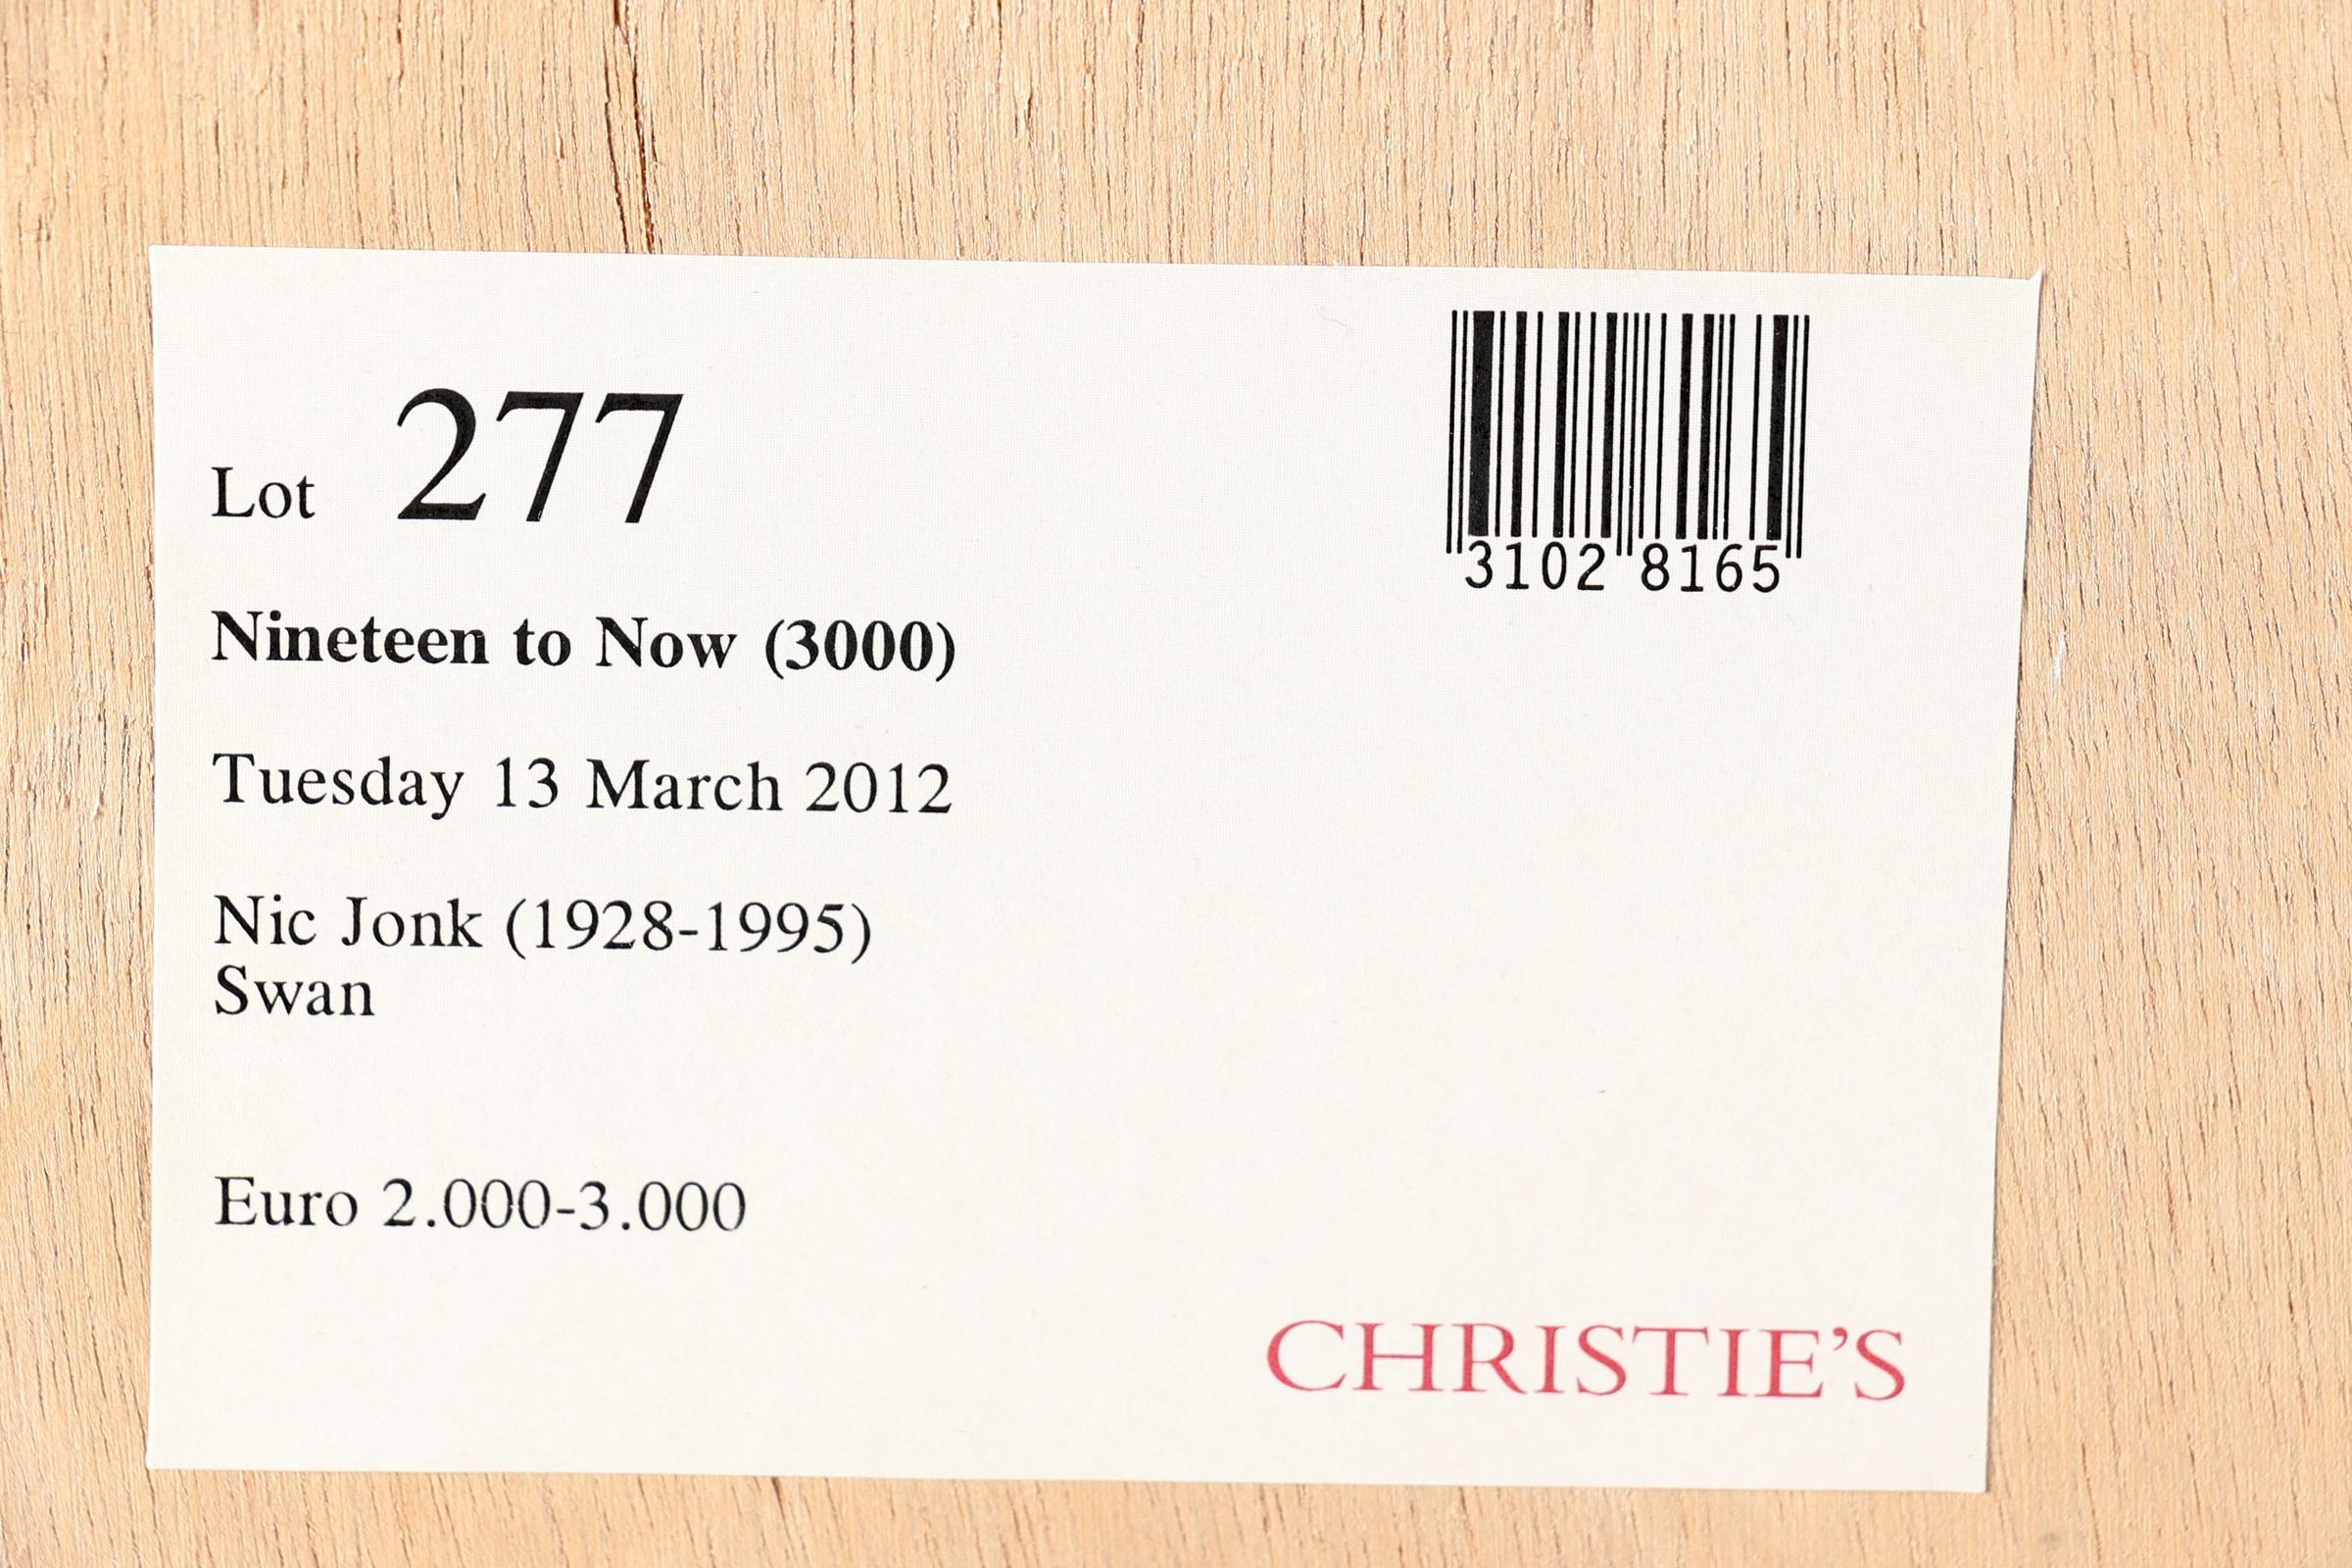 Lot 277
3102 8165
Nineteen to Now (3000)
Tuesday 13 March 2012
Nic Jonk (1928-1995)
Swan
Euro 2.000-3.000
CHRISTIE'S